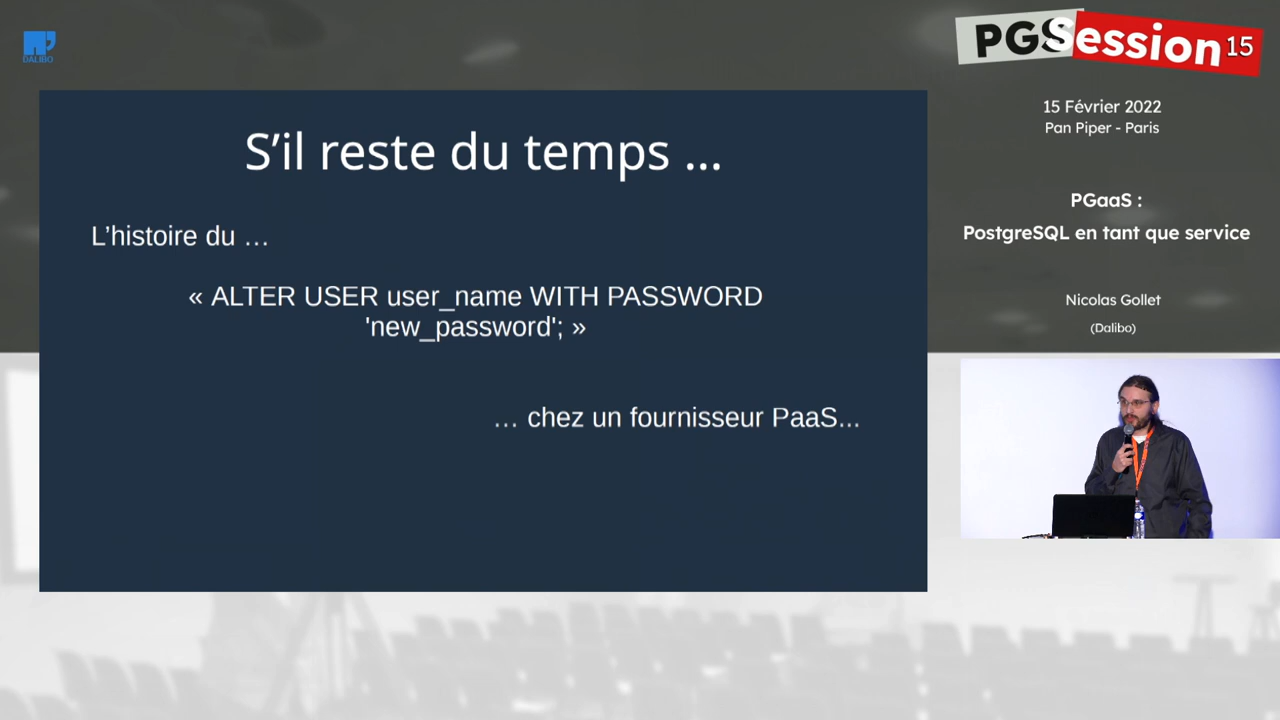 DALIBO
PGSession 15
15 Février 2022
Pan Piper - Paris
PGaaS :
PostgreSQL en tant que service
Nicolas Gollet
(Dalibo)
S’il reste du temps ...
L’histoire du …
« ALTER USER user_name WITH PASSWORD
'new_password'; »
… chez un fournisseur PaaS...